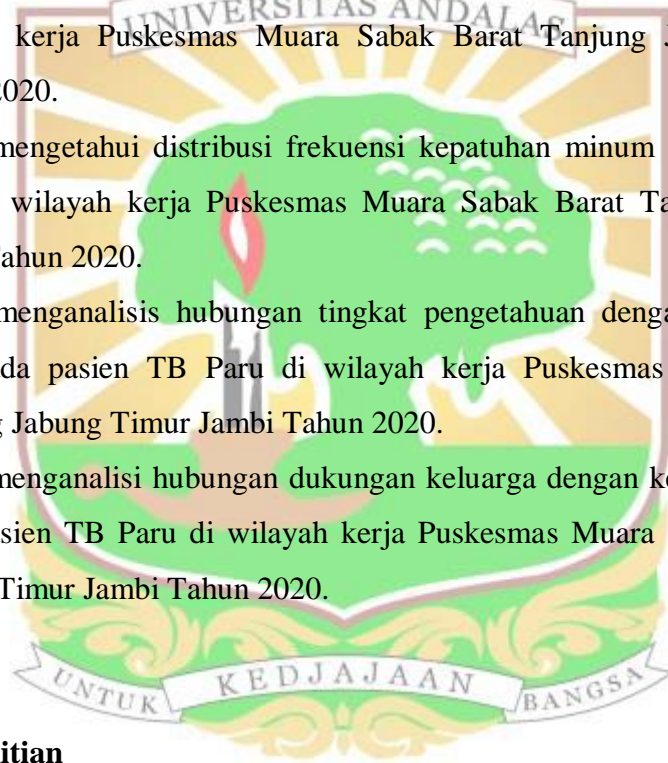 UNIVERSITAS ANDALAS
kerja Puskesmas Muara Sabak Barat Tanjung J
2020.
mengetahui distribusi frekuensi kepatuhan minum
wilayah kerja Puskesmas Muara Sabak Barat Ta
ahun 2020.
menganalisis hubungan tingkat pengetahuan denga
da pasien TB Paru di wilayah kerja Puskesmas
g Jabung Timur Jambi Tahun 2020.
menganalisi hubungan dukungan keluarga dengan k
sien TB Paru di wilayah kerja Puskesmas Muara
Timur Jambi Tahun 2020.
UNTUK KEDJAJAAN BANGSA
itian